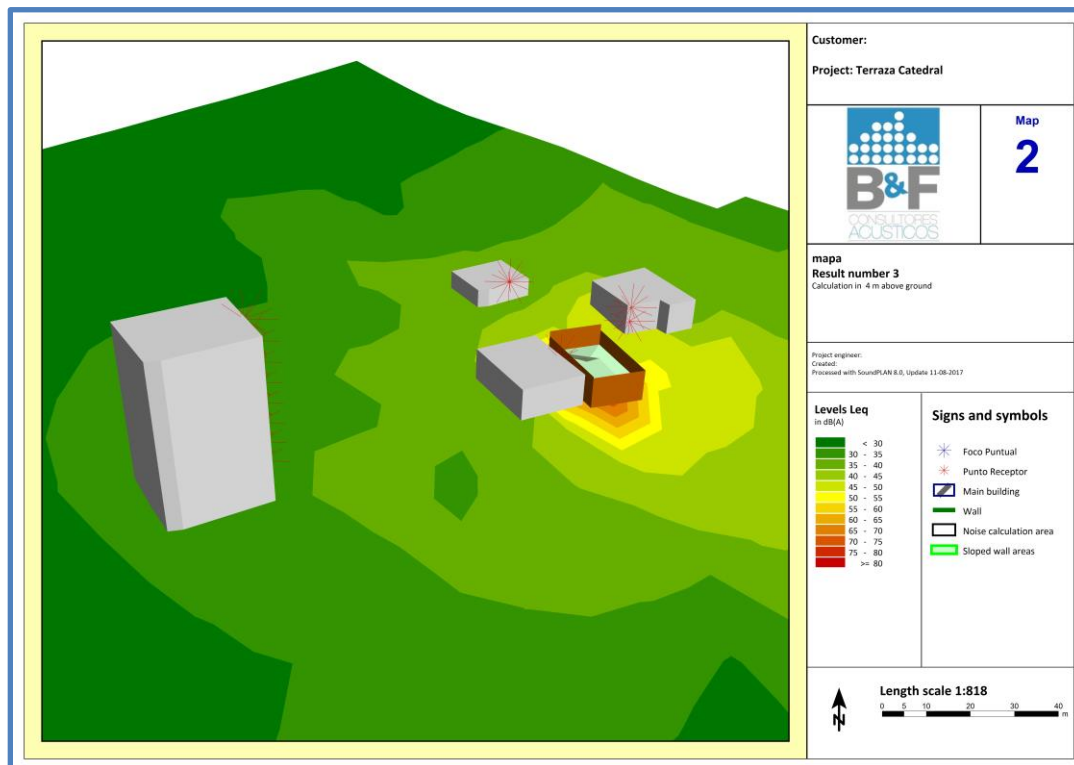 Customer:
Project: Terraza Catedral
B&F
CONSULTORES
ACÚSTICOS
Map
2
mapa
Result number 3
Calculation in 4 m above ground
Project engineer:
Created:
Processed with SoundPLAN 8.0, Update 11-08-2017
Levels Leq
in dB(A)
< 30
30 - 35
35 - 40
40 - 45
45 - 50
50 - 55
55 - 60
60 - 65
65 - 70
70 - 75
75 - 80
>= 80
Signs and symbols
Foco Puntual
Punto Receptor
Main building
Wall
Noise calculation area
Sloped wall areas
N
Length scale 1:818
0 5 10 20 30 40
m